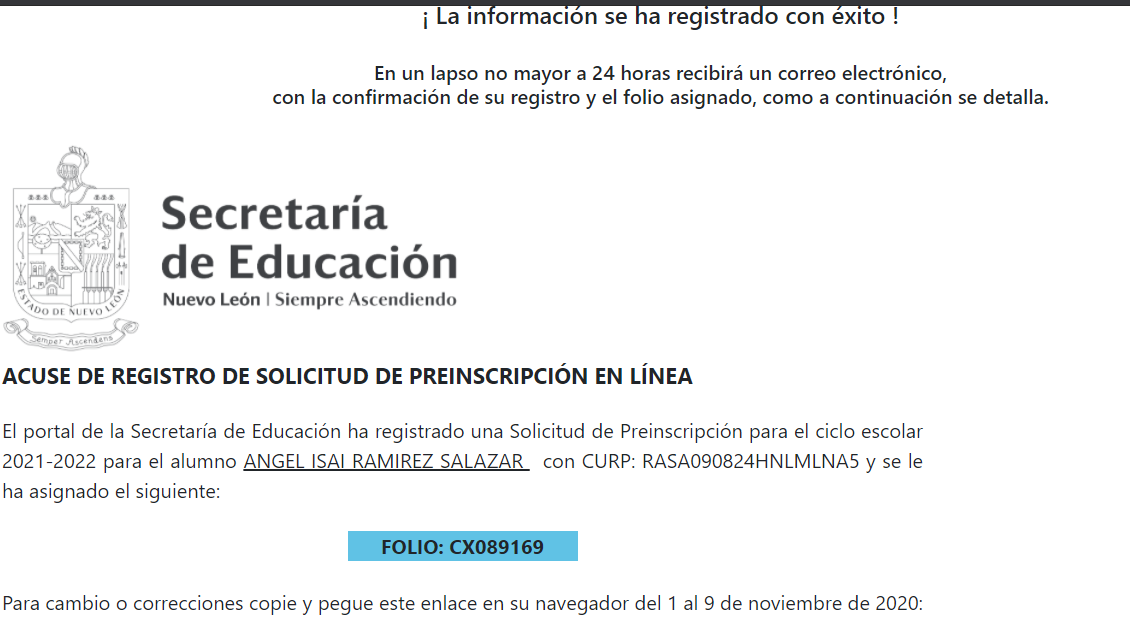 ¡ La información se ha registrado con éxito !
En un lapso no mayor a 24 horas recibirá un correo electrónico,
con la confirmación de su registro y el folio asignado, como a continuación se detalla.
ESTADO DE NUEVO LEÓN
Semper Ascendens
Secretaría
de Educación
Nuevo León | Siempre Ascendiendo
ACUSE DE REGISTRO DE SOLICITUD DE PREINSCRIPCIÓN EN LÍNEA
El portal de la Secretaría de Educación ha registrado una Solicitud de Preinscripción para el ciclo escolar
2021-2022 para el alumno ANGEL ISAI RAMIREZ SALAZAR con CURP: RASA090824HNLMLNA5 y se le
ha asignado el siguiente:
FOLIO: CX089169
Para cambio o correcciones copie y pegue este enlace en su navegador del 1 al 9 de noviembre de 2020: